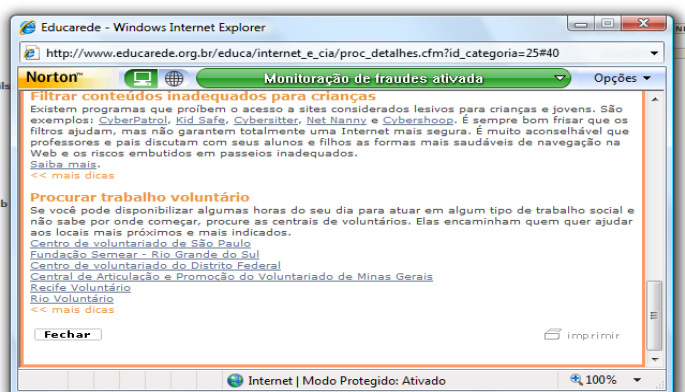 Educarede - Windows Internet Explorer
http://www.educarede.org.br/educa/internet_e_cia/proc_detalhes.cfm?id_categoria=25#40
Norton™ Monitoração de fraudes ativada Opções
Filtrar conteúdos inadequados para crianças
Existem programas que proíbem o acesso a sites considerados lesivos para crianças e jovens. São
exemplos: CyberPatrol, Kid Safe, Cybersitter, Net Nanny e Cybershoop. É sempre bom frisar que os
filtros ajudam, mas não garantem totalmente uma Internet mais segura. É muito aconselhável que
professores e pais discutam com seus alunos e filhos as formas mais saudáveis de navegação na
Web e os riscos embutidos em passeios inadequados.
Saiba mais.
<< mais dicas
Procurar trabalho voluntário
Se você pode disponibilizar algumas horas do seu dia para atuar em algum tipo de trabalho social e
não sabe por onde começar, procure as centrais de voluntários. Elas encaminham quem quer ajudar
aos locais mais próximos e mais indicados.
Centro de voluntariado de São Paulo
Fundação Semear - Rio Grande do Sul
Centro de voluntariado do Distrito Federal
Central de Articulação e Promoção do Voluntariado de Minas Gerais
Recife Voluntário
Rio Voluntário
<< mais dicas
Fechar imprimir
Internet | Modo Protegido: Ativado 100%